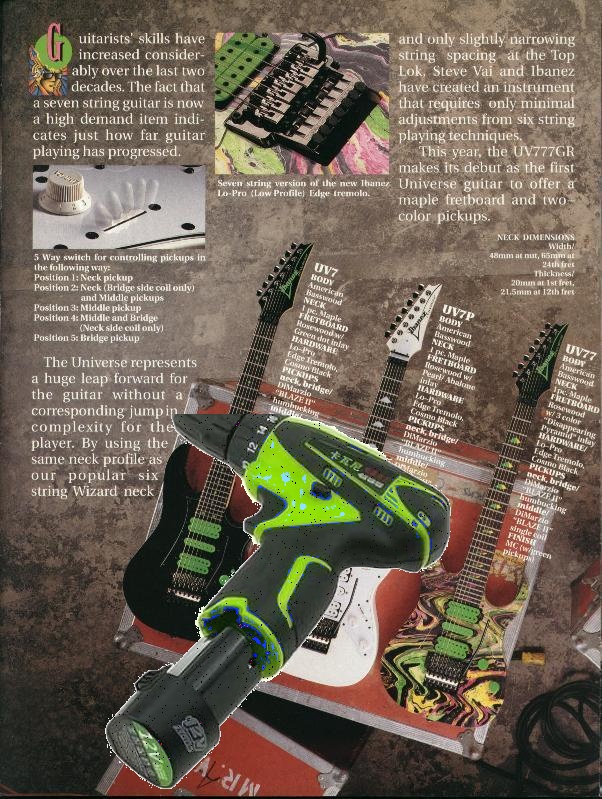 Guitarists' skills have
increased consider-
ably over the last two
decades. The fact that
a seven string guitar is now
a high demand item indi-
cates just how far guitar
playing has progressed.
5 Way switch for controlling pickups in
the following way:
Position 1: Neck pickup
Position 2: Neck (Bridge side coil only)
and Middle pickups
Position 3: Middle pickup
Position 4: Middle and Bridge
(Neck side coil only)
Position 5: Bridge pickup
The Universe represents
a huge leap forward for
the guitar without a
corresponding jump in
complexity for the
player. By using the
same neck profile as
our popular six
string Wizard neck
Seven string version of the new Ibanez
Lo-Pro (Low Profile) Edge tremolo.
and only slightly narrowing
string spacing at the Top
Lok, Steve Vai and Ibanez
have created an instrument
that requires only minimal
adjustments from six string
playing techniques.
This year, the UV777GR
makes its debut as the first
Universe guitar to offer a
maple fretboard and two-
color pickups.
NECK DIMENSIONS
Width/
48mm at nut, 65mm at
24th fret
Thickness/
20mm at 1st fret,
21.5mm at 12th fret
UV7
BODY
American
Basswood
NECK
1 pc. Maple
FRETBOARD
Rosewood w/
Green dot inlay
HARDWARE
Lo-Pro
Edge Tremolo,
Cosmo Black
PICKUPS
neck, bridge/
DiMarzio
"BLAZE II"
humbucking
middle/
UV7P
BODY
American
Basswood
NECK
1 pc. Maple
FRETBOARD
Rosewood w/
Pearl/Abalone
inlay
HARDWARE
Lo-Pro
Edge Tremolo,
Cosmo Black
PICKUPS
neck, bridge/
DiMarzio
"BLAZE II"
humbucking
middle/
DiMarzio
UV77
BODY
American
Basswood
NECK
1 pc. Maple
FRETBOARD
Rosewood
w/3 color
"Disappearing
Pyramid" inlay
HARDWARE/
Lo-Pro
Edge Tremolo,
Cosmo Black
PICKUPS
neck, bridge/
DiMarzio
"BLAZE II"
humbucking
middle/
DiMarzio
"BLAZE II"
single coil
FINISH
MC (w/green
pickups)
Ibanez
卡瓦尼
12V
MR.